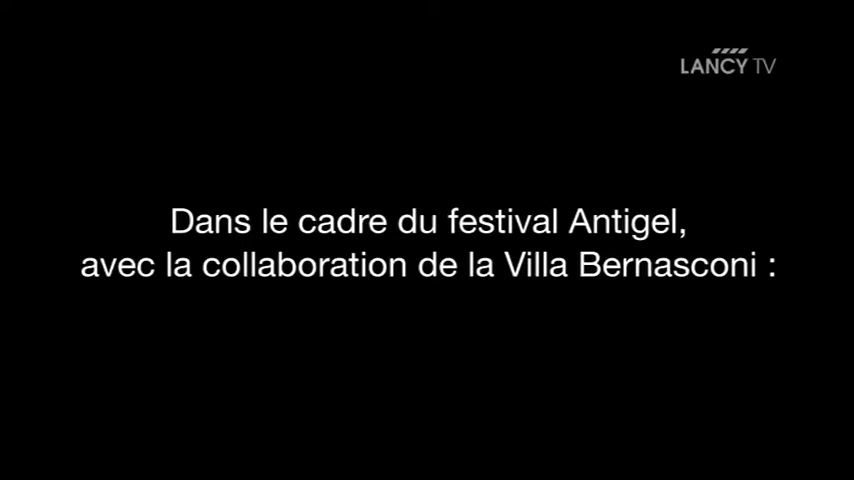 LANCY TV
Dans le cadre du festival Antigel,
avec la collaboration de la Villa Bernasconi :